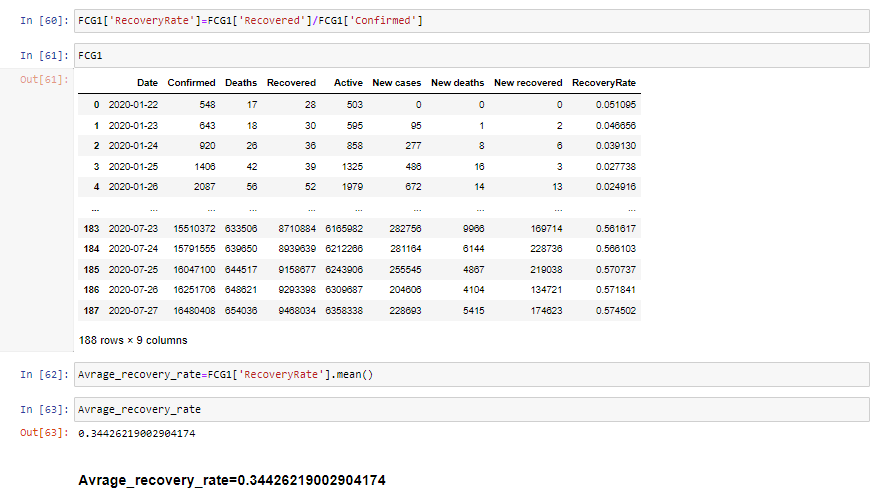 In [60]: FCG1['RecoveryRate']=FCG1['Recovered']/FCG1['Confirmed']
In [61]: FCG1
Out[61]:
Date Confirmed Deaths Recovered Active New cases New deaths New recovered RecoveryRate
0 2020-01-22 548 17 28 503 0 0 0 0.051095
1 2020-01-23 643 18 30 595 95 1 2 0.046656
2 2020-01-24 920 26 36 858 277 8 6 0.039130
3 2020-01-25 1406 42 39 1325 486 16 3 0.027738
4 2020-01-26 2087 56 52 1979 672 14 13 0.024916
... ... ... ... ... ... ... ... ... ...
183 2020-07-23 15510372 633506 8710884 6165982 282756 9966 169714 0.561617
184 2020-07-24 15791555 639650 8939639 6212266 281164 6144 228736 0.566103
185 2020-07-25 16047100 644517 9158677 6243906 255545 4867 219038 0.570737
186 2020-07-26 16251706 648621 9293398 6309687 204606 4104 134721 0.571841
187 2020-07-27 16480408 654036 9468034 6358338 228693 5415 174623 0.574502
188 rows × 9 columns
In [62]: Avrage_recovery_rate=FCG1['RecoveryRate'].mean()
In [63]: Avrage_recovery_rate
Out[63]: 0.34426219002904174
Avrage_recovery_rate=0.34426219002904174